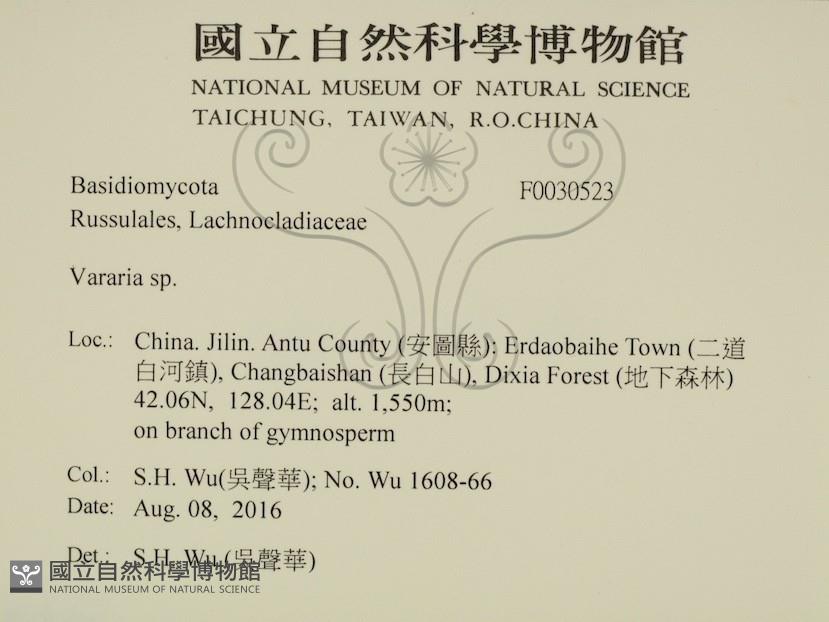 國立自然科學博物館
NATIONAL MUSEUM OF NATURAL SCIENCE
TAICHUNG, TAIWAN, R.O.CHINA
Basidiomycota F0030523
Russulales, Lachnocladiaceae
Vararia sp.
Loc.: China. Jilin. Antu County (安圖縣): Erdaobaihe Town (二道
白河鎮), Changbaishan (長白山), Dixia Forest (地下森林)
42.06N, 128.04E; alt. 1,550m;
on branch of gymnosperm
Col.: S.H. Wu(吳聲華); No. Wu 1608-66
Date: Aug. 08, 2016
Det.: S.H. Wu (吳聲華)
國立自然科學博物館
NATIONAL MUSEUM OF NATURAL SCIENCE